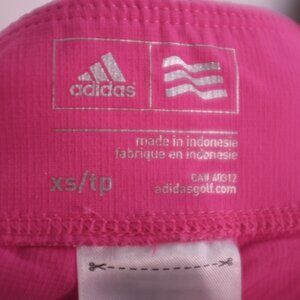 adidas
made in indonesia
fabriqué en indonésie
xs/tp
CA# 40312
adidasgolf.com